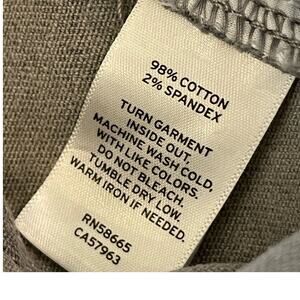 98% COTTON
2% SPANDEX
TURN GARMENT
INSIDE OUT.
MACHINE WASH COLD,
WITH LIKE COLORS.
DO NOT BLEACH.
TUMBLE DRY LOW.
WARM IRON IF NEEDED.
RN58665
CA57963